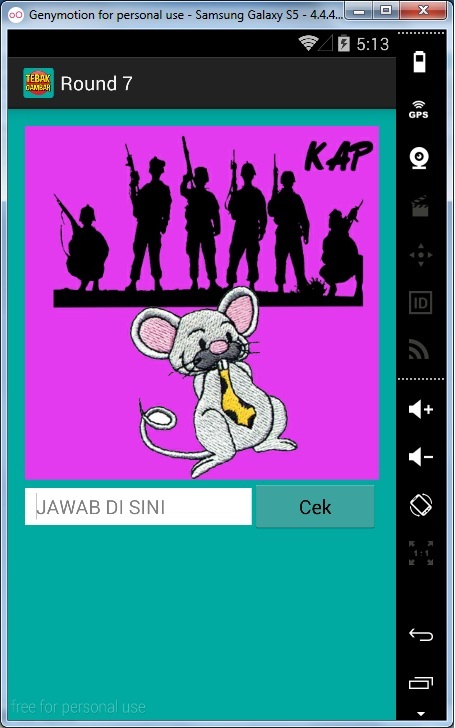 Genymotion for personal use - Samsung Galaxy S5 - 4.4.4...
5:13
TEBAK
GAMBAR
Round 7
GPS
KAP
ID
JAWAB DI SINI
Cek
1:1
free for personal use